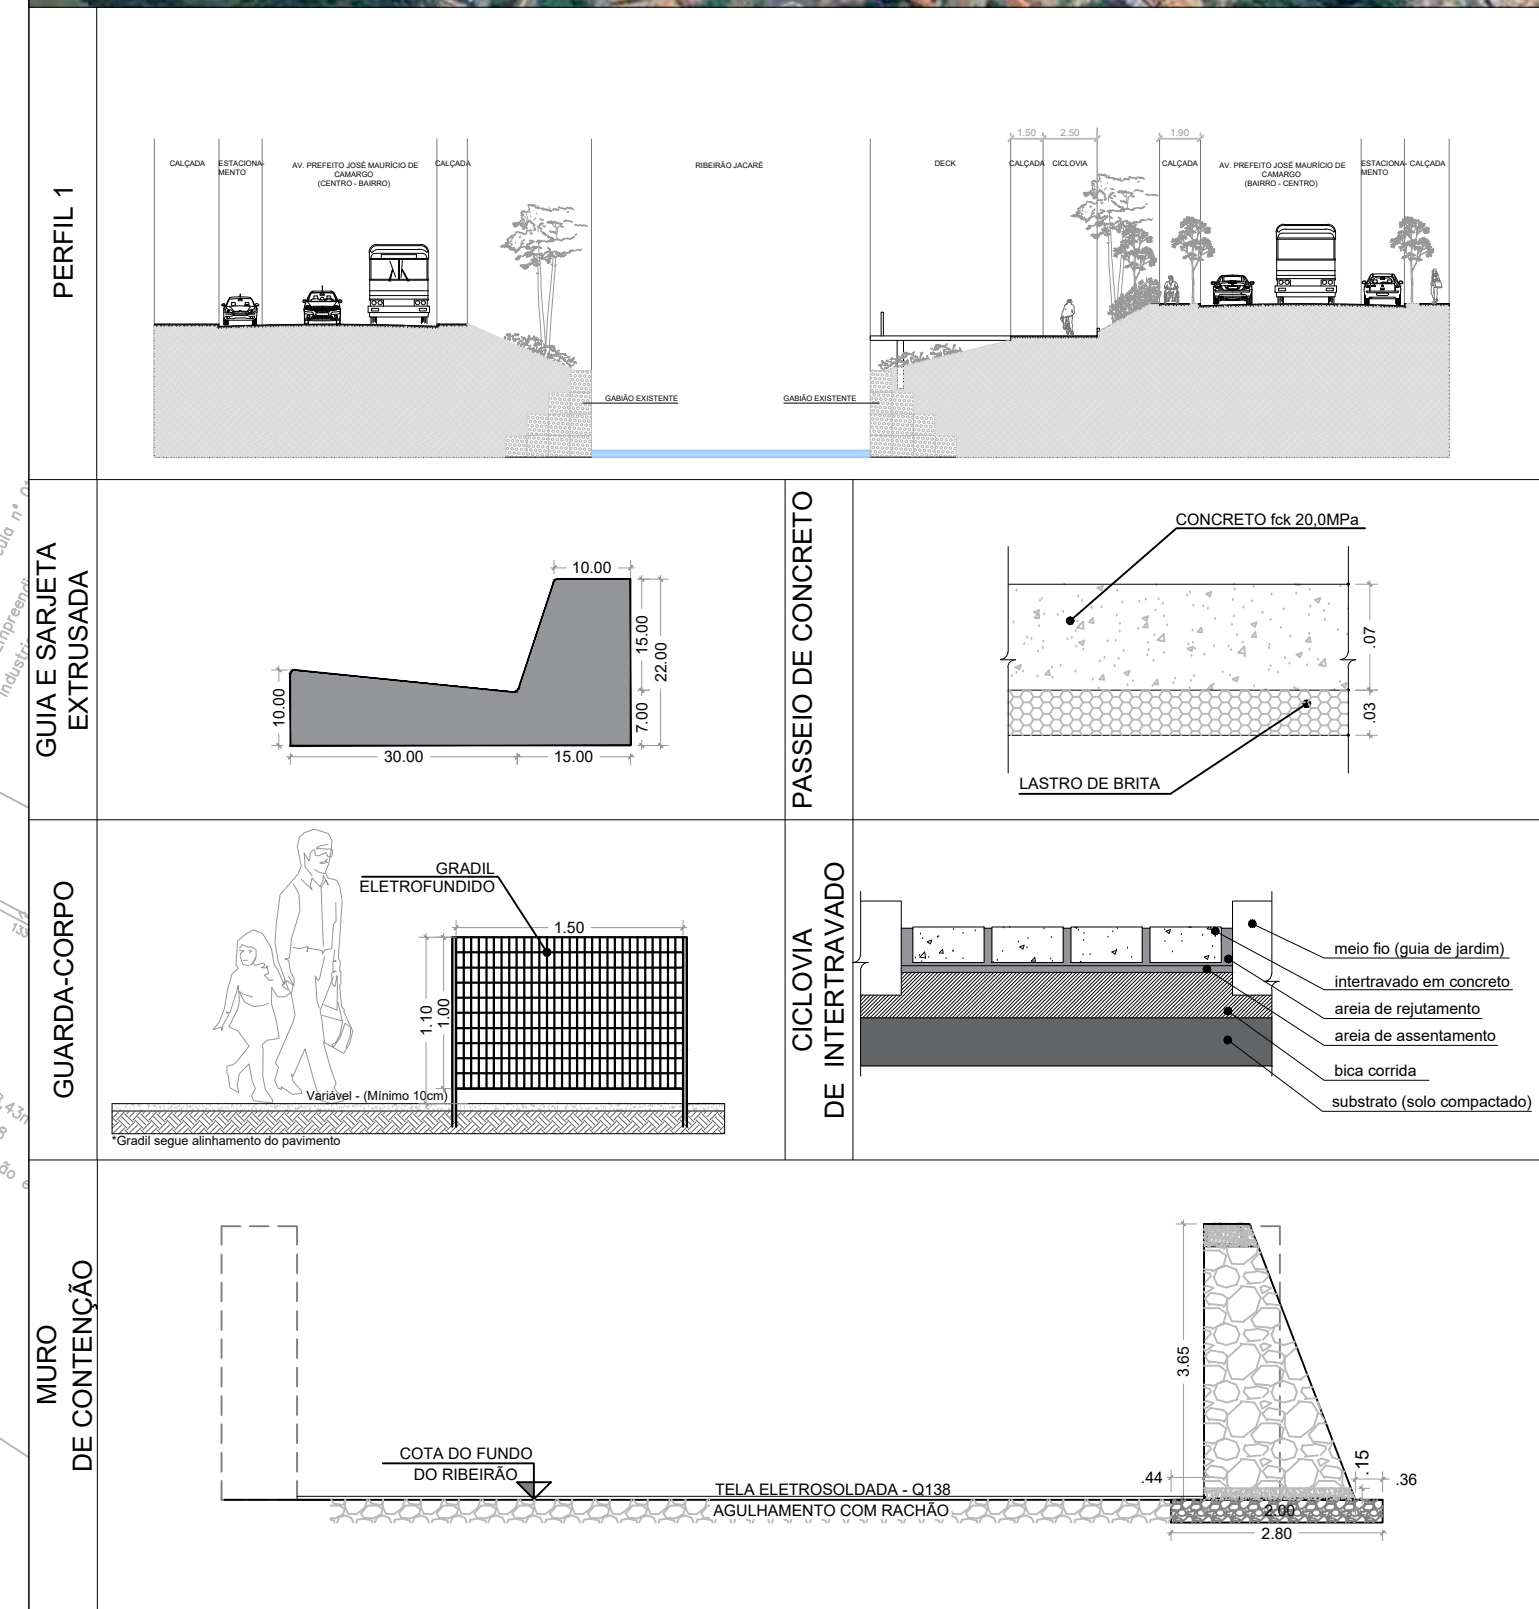 PERFIL 1
1.50
2.50
1.90
CALÇADA
ESTACIONA-
MENTO
AV. PREFEITO JOSÉ MAURÍCIO DE
CAMARGO
(CENTRO - BAIRRO)
CALÇADA
RIBEIRÃO JACARÉ
DECK
CALÇADA
CICLOVIA
CALÇADA
AV. PREFEITO JOSÉ MAURÍCIO DE
CAMARGO
(BAIRRO - CENTRO)
ESTACIONA-
MENTO
CALÇADA
GABIÃO EXISTENTE
GABIÃO EXISTENTE
GUIA E SARJETA
EXTRUSADA
10.00
15.00
22.00
7.00
10.00
30.00
15.00
PASSEIO DE CONCRETO
CONCRETO fck 20,0MPa
.07
.03
LASTRO DE BRITA
GUARDA-CORPO
GRADIL
ELETROFUNDIDO
1.50
1.10
1.00
Variável - (Mínimo 10cm)
*Gradil segue alinhamento do pavimento
CICLOVIA
DE INTERTRAVADO
meio fio (guia de jardim)
intertravado em concreto
areia de rejutamento
areia de assentamento
bica corrida
substrato (solo compactado)
MURO
DE CONTENÇÃO
COTA DO FUNDO
DO RIBEIRÃO
TELA ELETROSOLDADA - Q138
AGULHAMENTO COM RACHÃO
3.65
.44
.15
.36
2.00
2.80